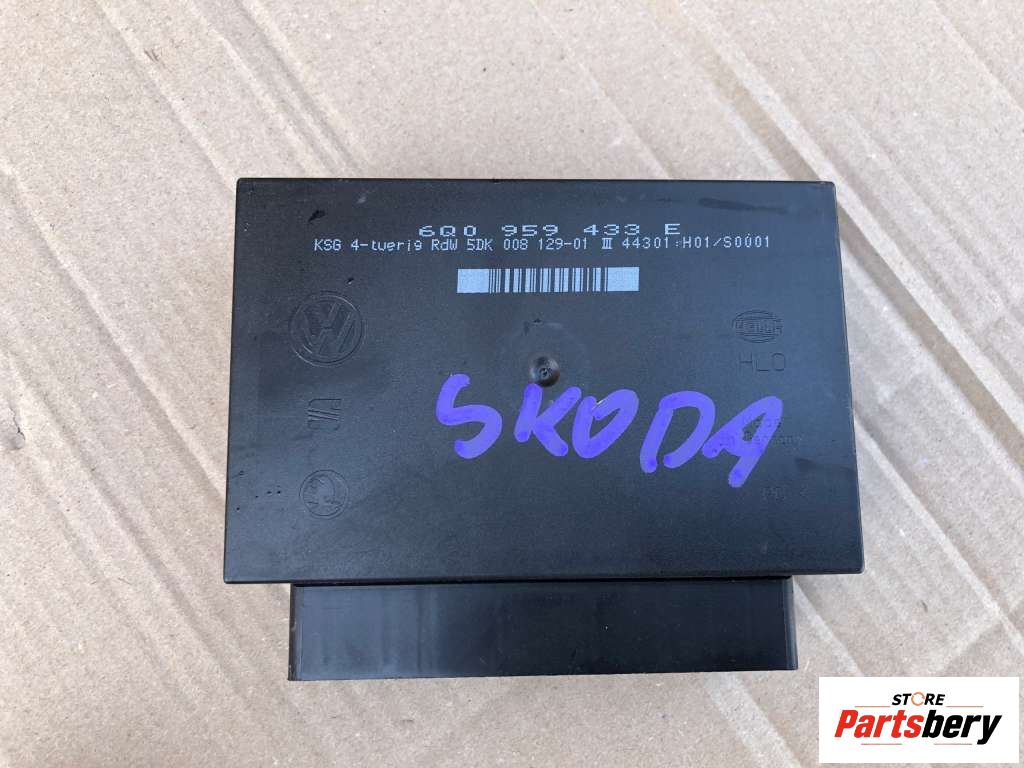 6Q0 959 433 E
KSG 4-tuerig RdW 5DK 008 129-01 III 44301 H01/S0001
HELLA
HLO
SKODA
STORE
Partsbery